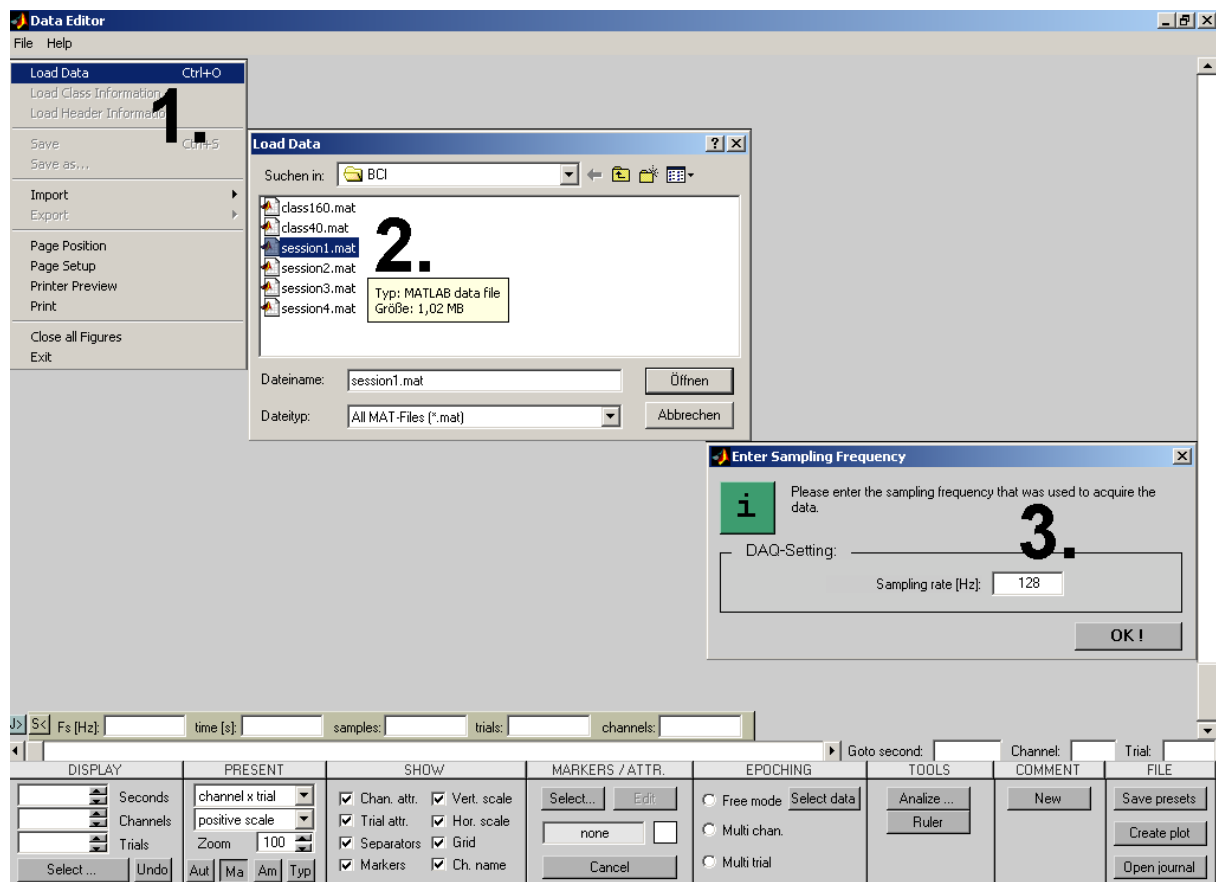 Data Editor
File Help
Load Data Ctrl+O
Load Class Information
Load Header Information
1.
Save Ctrl+S
Save as...
Import
Export
Page Position
Page Setup
Printer Preview
Print
Close all Figures
Exit
Load Data
Suchen in: BCI
class160.mat
class40.mat
session1.mat
session2.mat
session3.mat
session4.mat
2.
Typ: MATLAB data file
Größe: 1,02 MB
Dateiname: session1.mat Öffnen
Dateityp: All MAT-Files (*.mat) Abbrechen
Enter Sampling Frequency
i
Please enter the sampling frequency that was used to acquire the
data.
3.
DAQ-Setting:
Sampling rate [Hz]: 128
OK !
S< Fs [Hz]: time [s]: samples: trials: channels:
Goto second: Channel: Trial:
DISPLAY PRESENT SHOW MARKERS / ATTR. EPOCHING TOOLS COMMENT FILE
Seconds channel x trial Chan. attr. Vert. scale Select... Edit Free mode Select data Analize ... New Save presets
Channels positive scale Trial attr. Hor. scale Ruler
Trials Zoom 100 Separators Grid none Multi chan. Create plot
Select ... Undo Aut Ma Am Typ Markers Ch. name Cancel Multi trial Open journal